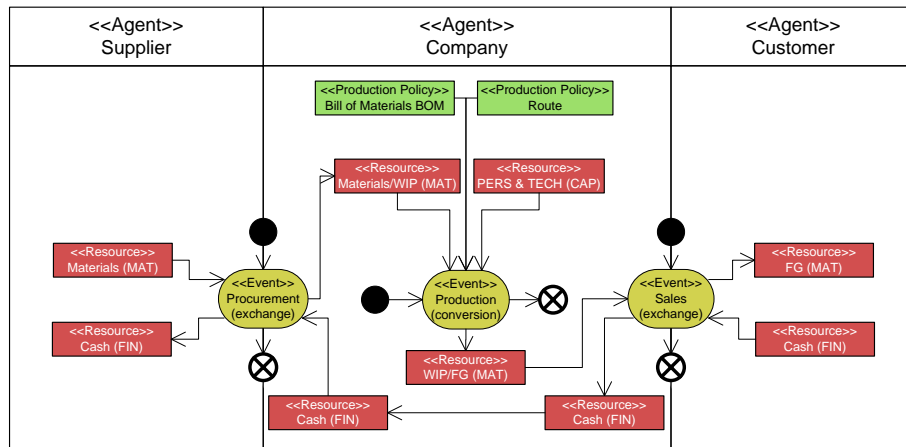 <<Agent>>
Supplier
<<Agent>>
Company
<<Agent>>
Customer
<<Production Policy>>
Bill of Materials BOM
<<Production Policy>>
Route
<<Resource>>
Materials/WIP (MAT)
<<Resource>>
PERS & TECH (CAP)
<<Resource>>
Materials (MAT)
<<Resource>>
FG (MAT)
<<Event>>
Procurement
(exchange)
<<Event>>
Production
(conversion)
<<Event>>
Sales
(exchange)
<<Resource>>
Cash (FIN)
<<Resource>>
Cash (FIN)
<<Resource>>
WIP/FG (MAT)
<<Resource>>
Cash (FIN)
<<Resource>>
Cash (FIN)